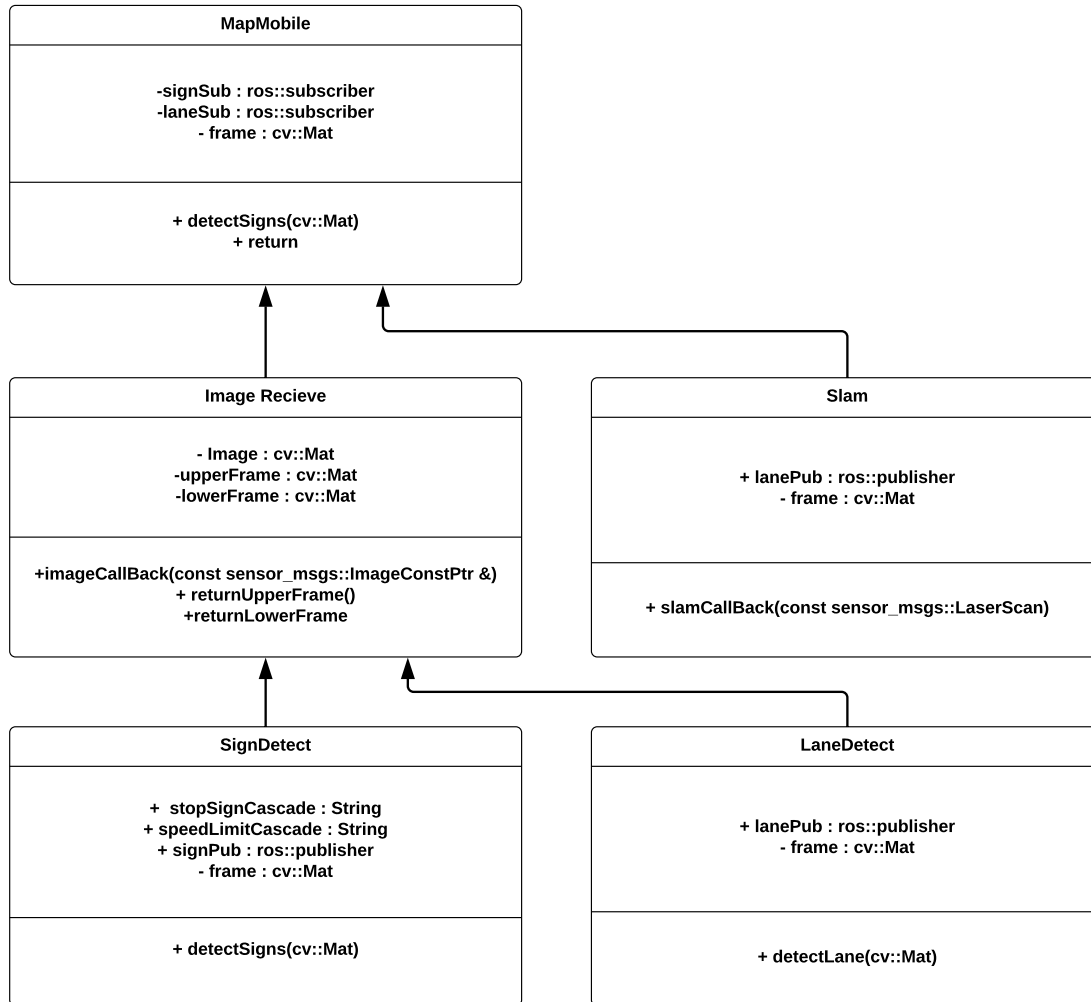 MapMobile
-signSub : ros::subscriber
-laneSub : ros::subscriber
- frame : cv::Mat
+ detectSigns(cv::Mat)
+ return
Image Recieve
- Image : cv::Mat
-upperFrame : cv::Mat
-lowerFrame : cv::Mat
+imageCallBack(const sensor_msgs::ImageConstPtr &)
+ returnUpperFrame()
+returnLowerFrame
Slam
+ lanePub : ros::publisher
- frame : cv::Mat
+ slamCallBack(const sensor_msgs::LaserScan)
SignDetect
+  stopSignCascade : String
+ speedLimitCascade : String
+ signPub : ros::publisher
- frame : cv::Mat
+ detectSigns(cv::Mat)
LaneDetect
+ lanePub : ros::publisher
- frame : cv::Mat
+ detectLane(cv::Mat)